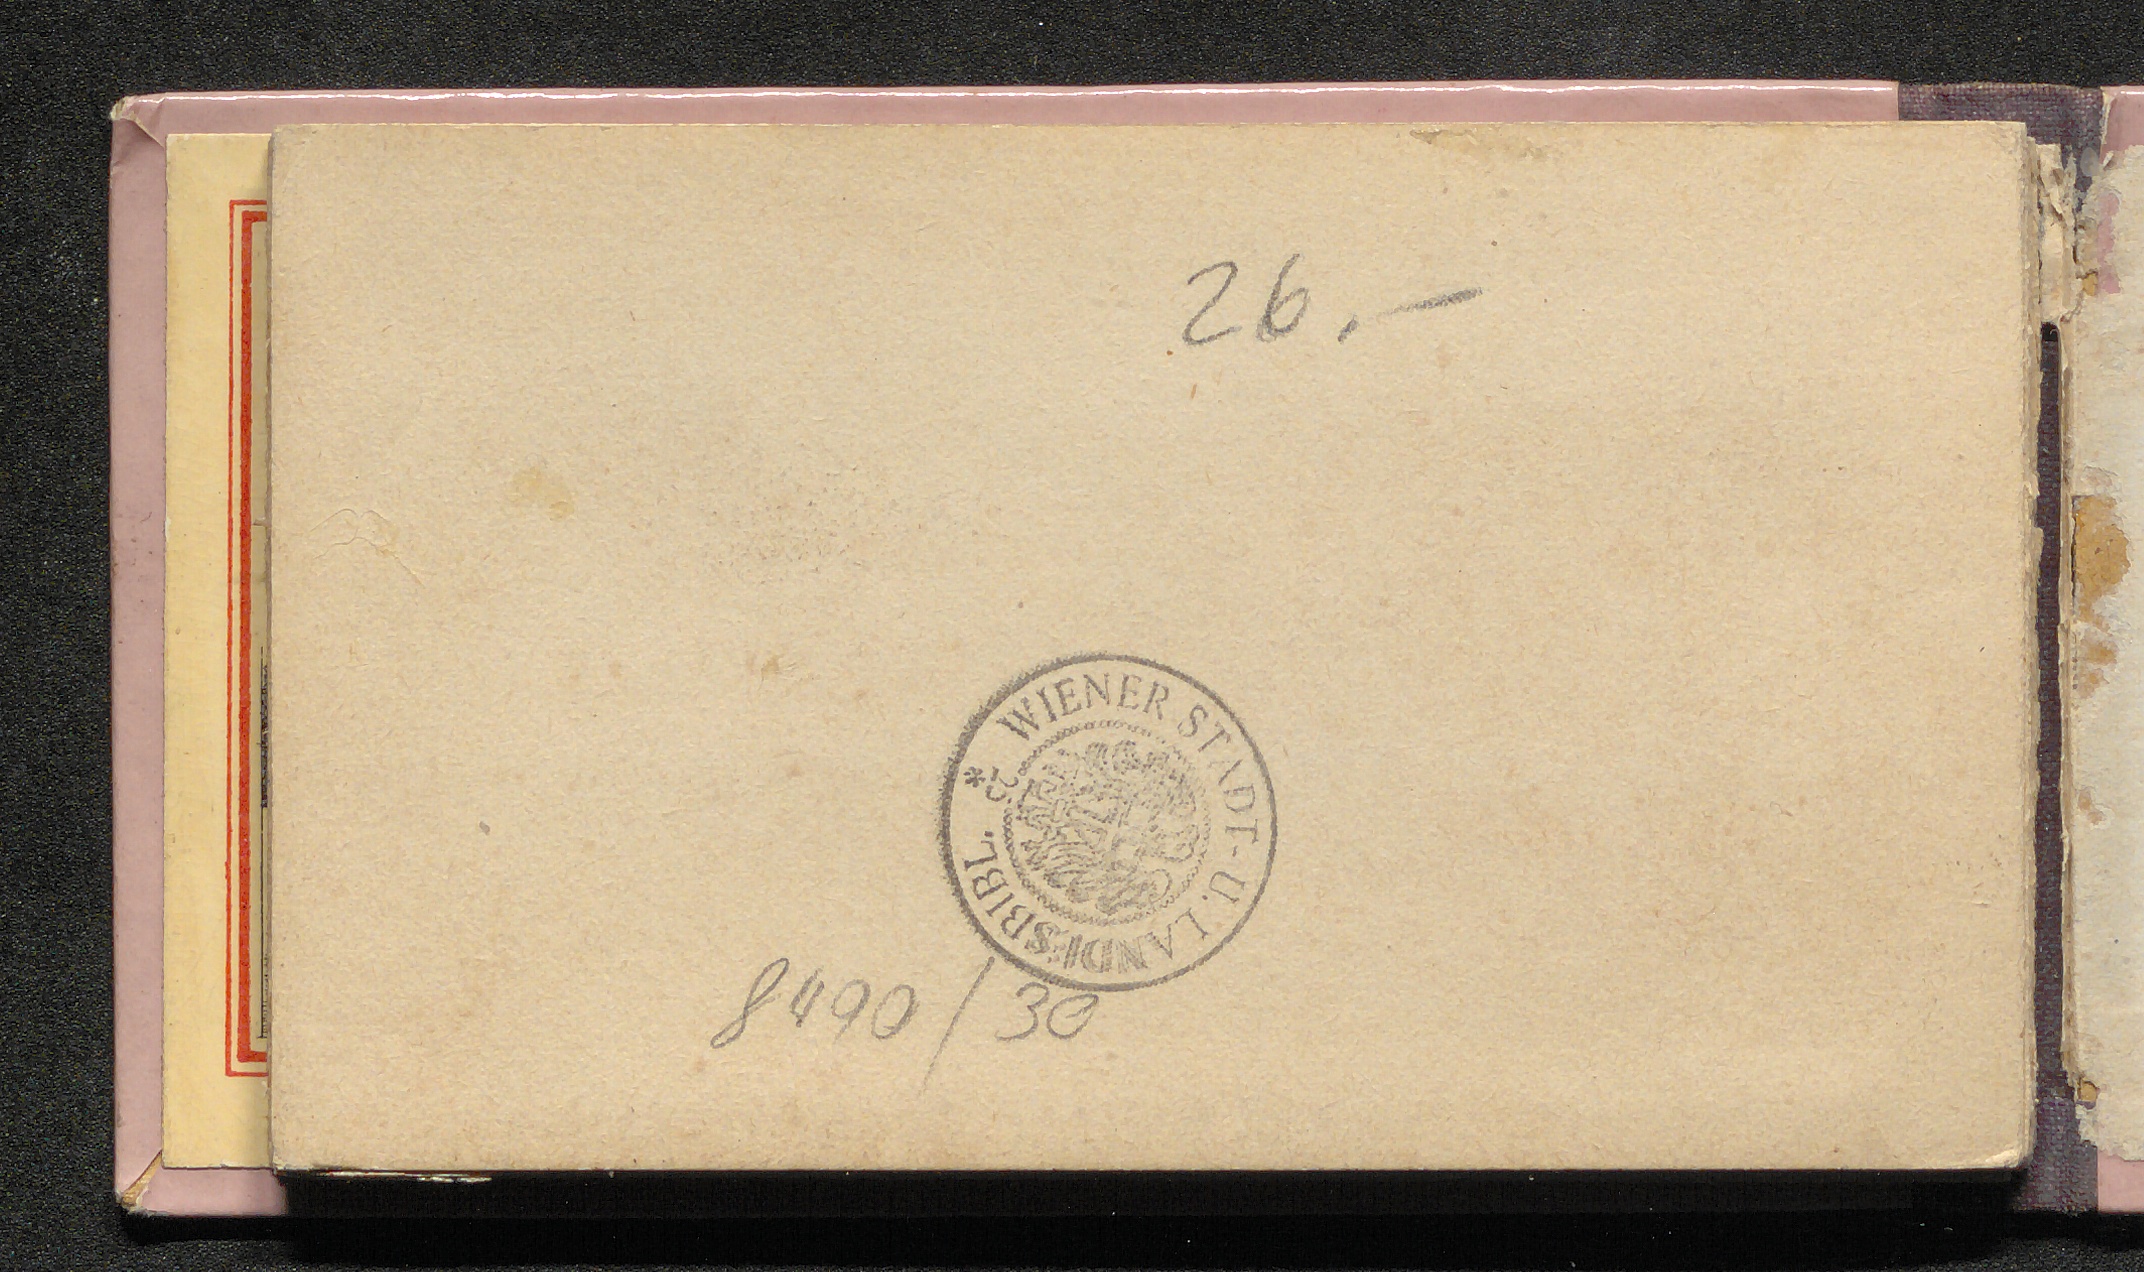 26.—
* WIENER STADT-U. LANDESBIBL.
8490/30